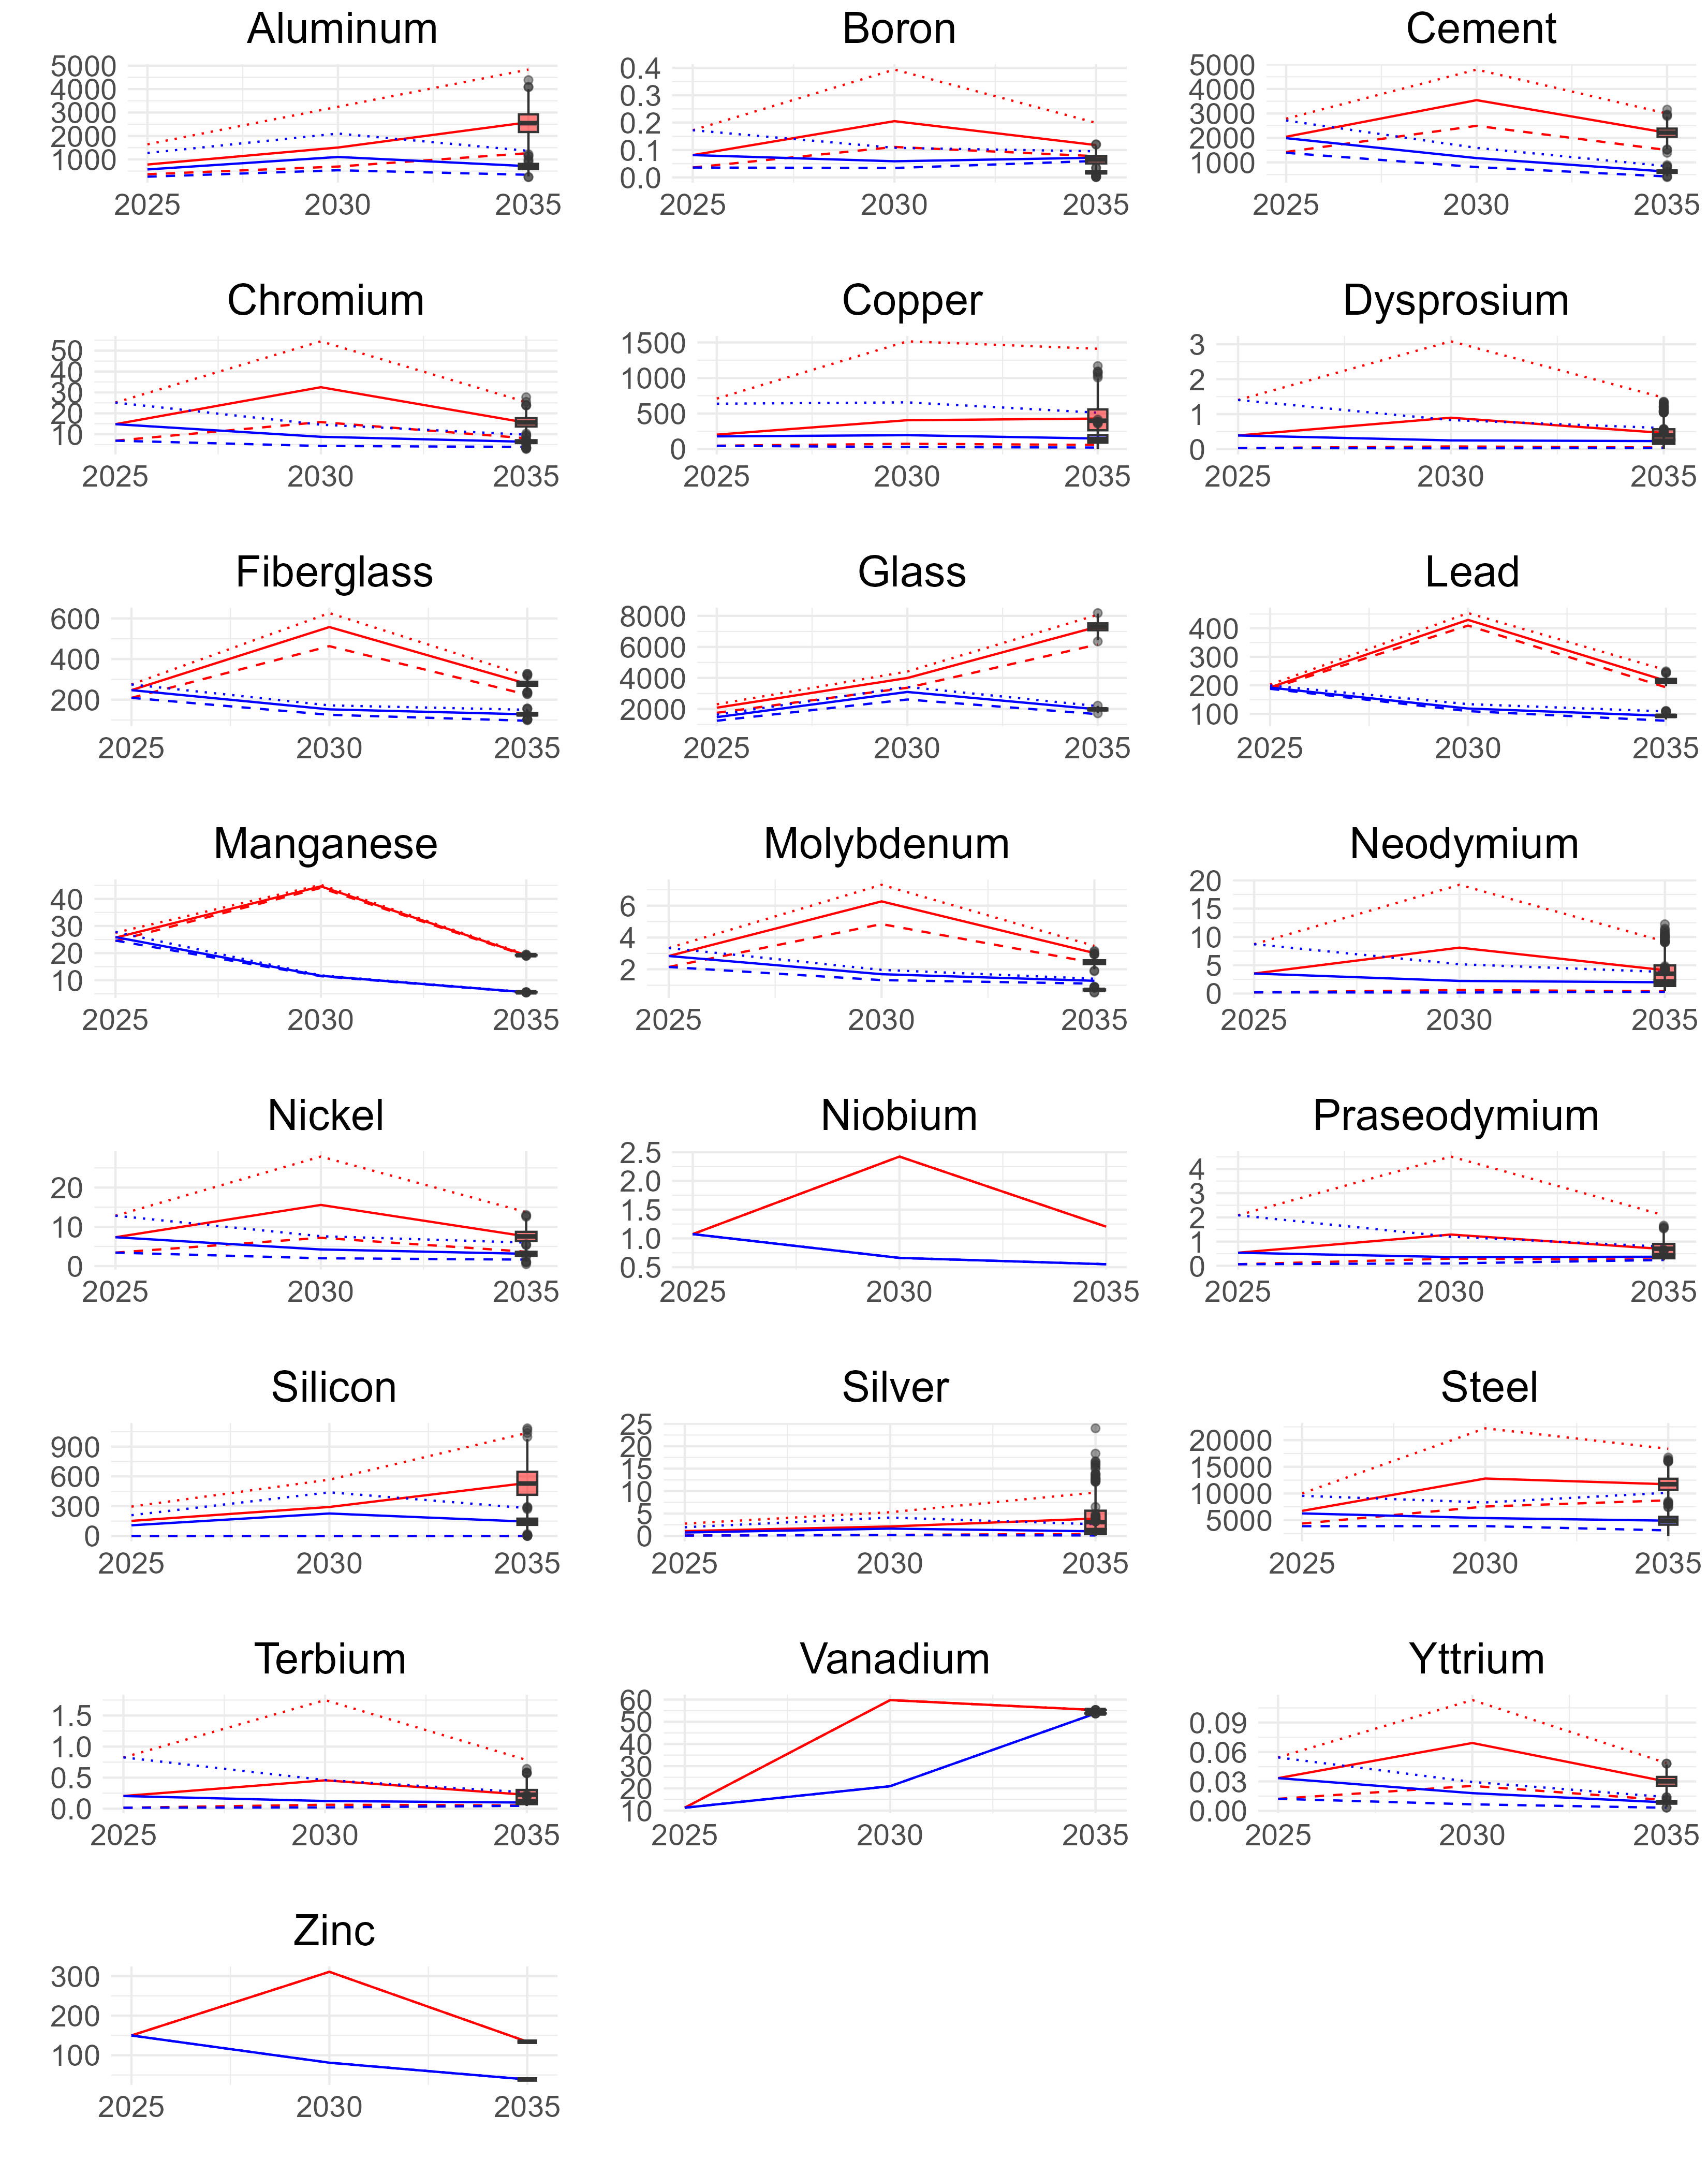 Aluminum
5000
4000
3000
2000
1000
2025 2030 2035
Boron
0.4
0.3
0.2
0.1
0.0
2025 2030 2035
Cement
5000
4000
3000
2000
1000
2025 2030 2035
Chromium
50
40
30
20
10
2025 2030 2035
Copper
1500
1000
500
0
2025 2030 2035
Dysprosium
3
2
1
0
2025 2030 2035
Fiberglass
600
400
200
2025 2030 2035
Glass
8000
6000
4000
2000
2025 2030 2035
Lead
400
300
200
100
2025 2030 2035
Manganese
40
30
20
10
2025 2030 2035
Molybdenum
6
4
2
2025 2030 2035
Neodymium
20
15
10
5
0
2025 2030 2035
Nickel
20
10
0
2025 2030 2035
Niobium
2.5
2.0
1.5
1.0
0.5
2025 2030 2035
Praseodymium
4
3
2
1
0
2025 2030 2035
Silicon
900
600
300
0
2025 2030 2035
Silver
25
20
15
10
5
0
2025 2030 2035
Steel
20000
15000
10000
5000
2025 2030 2035
Terbium
1.5
1.0
0.5
0.0
2025 2030 2035
Vanadium
60
50
40
30
20
10
2025 2030 2035
Yttrium
0.09
0.06
0.03
0.00
2025 2030 2035
Zinc
300
200
100
2025 2030 2035